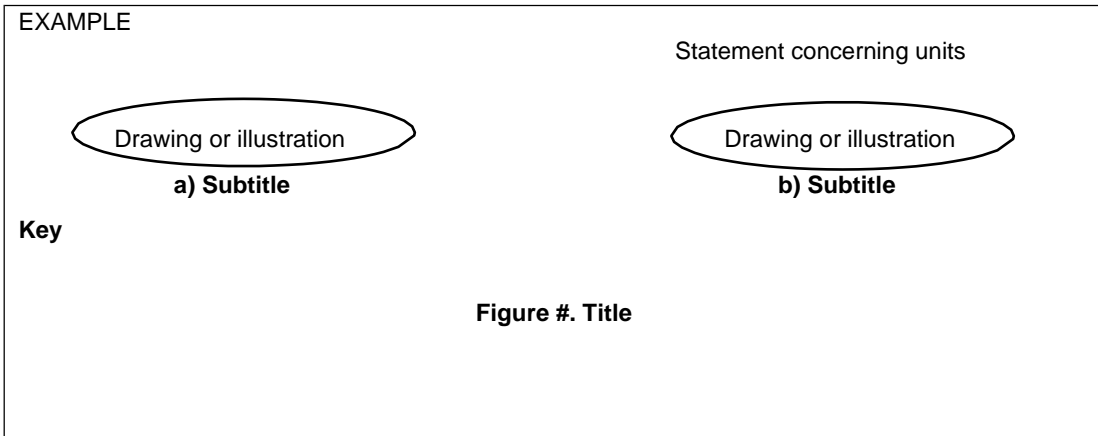 EXAMPLE
Statement concerning units
Drawing or illustration
Drawing or illustration
a) Subtitle
b) Subtitle
Key
Figure #. Title